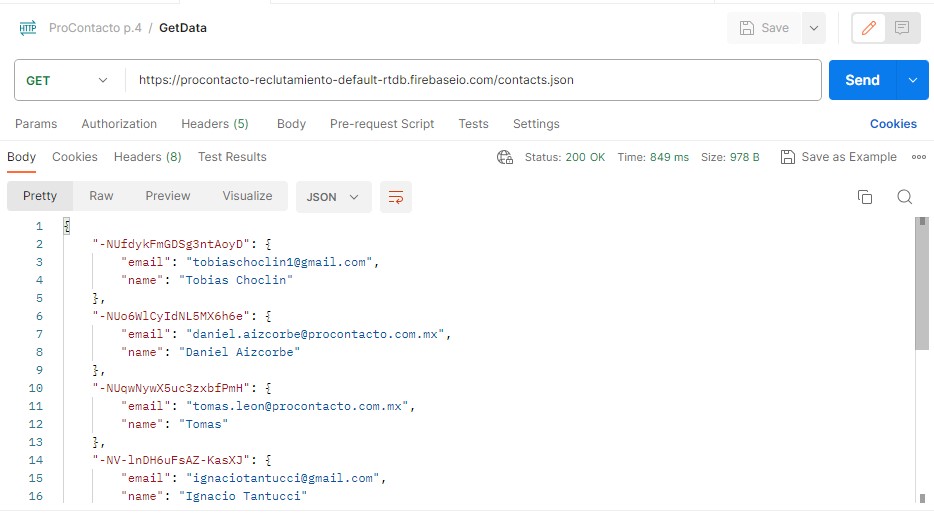 HTTP ProContacto p.4 / GetData Save
GET https://procontacto-reclutamiento-default-rtdb.firebaseio.com/contacts.json Send
Params Authorization Headers (5) Body Pre-request Script Tests Settings Cookies
Body Cookies Headers (8) Test Results Status: 200 OK Time: 849 ms Size: 978 B Save as Example
Pretty Raw Preview Visualize JSON
1 {
2 "-NUfdykFmGDSg3ntAoyD": {
3 "email": "tobiaschoclin1@gmail.com",
4 "name": "Tobias Choclin"
5 },
6 "-NUo6WlCyIdNL5MX6h6e": {
7 "email": "daniel.aizcorbe@procontacto.com.mx",
8 "name": "Daniel Aizcorbe"
9 },
10 "-NUqwNywX5uc3zxbfPmH": {
11 "email": "tomas.leon@procontacto.com.mx",
12 "name": "Tomas"
13 },
14 "-NV-lnDH6uFsAZ-KasXJ": {
15 "email": "ignaciotantucci@gmail.com",
16 "name": "Ignacio Tantucci"